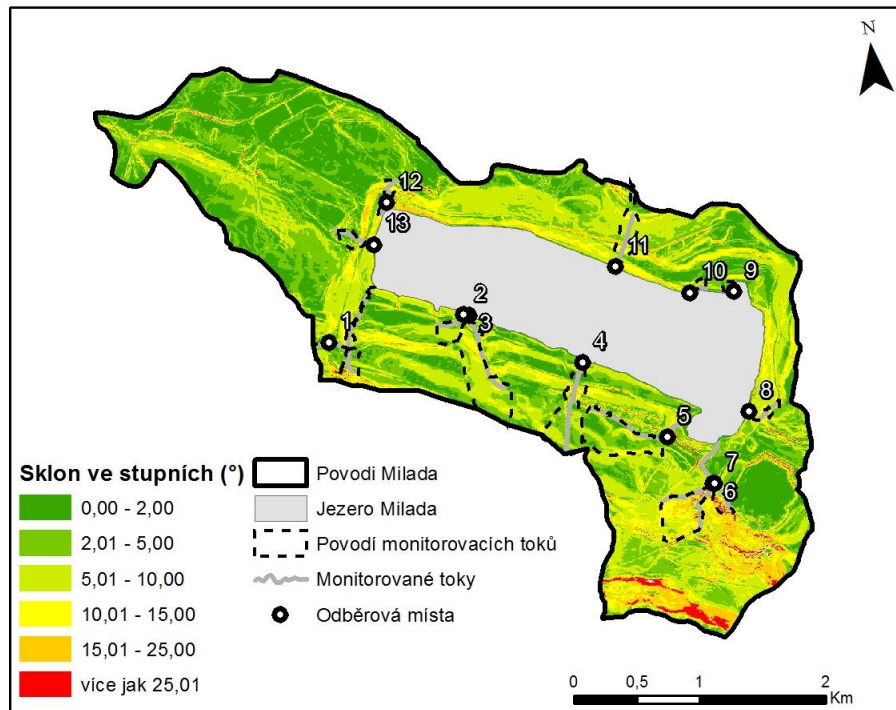 N
12
13
11
10
9
2
3
1
4
8
5
7
6
Sklon ve stupních (°)
0,00 - 2,00
2,01 - 5,00
5,01 - 10,00
10,01 - 15,00
15,01 - 25,00
více jak 25,01
Povodi Milada
Jezero Milada
Povodí monitorovacích toků
Monitorované toky
Odběrová místa
0 0,5 1 2
Km